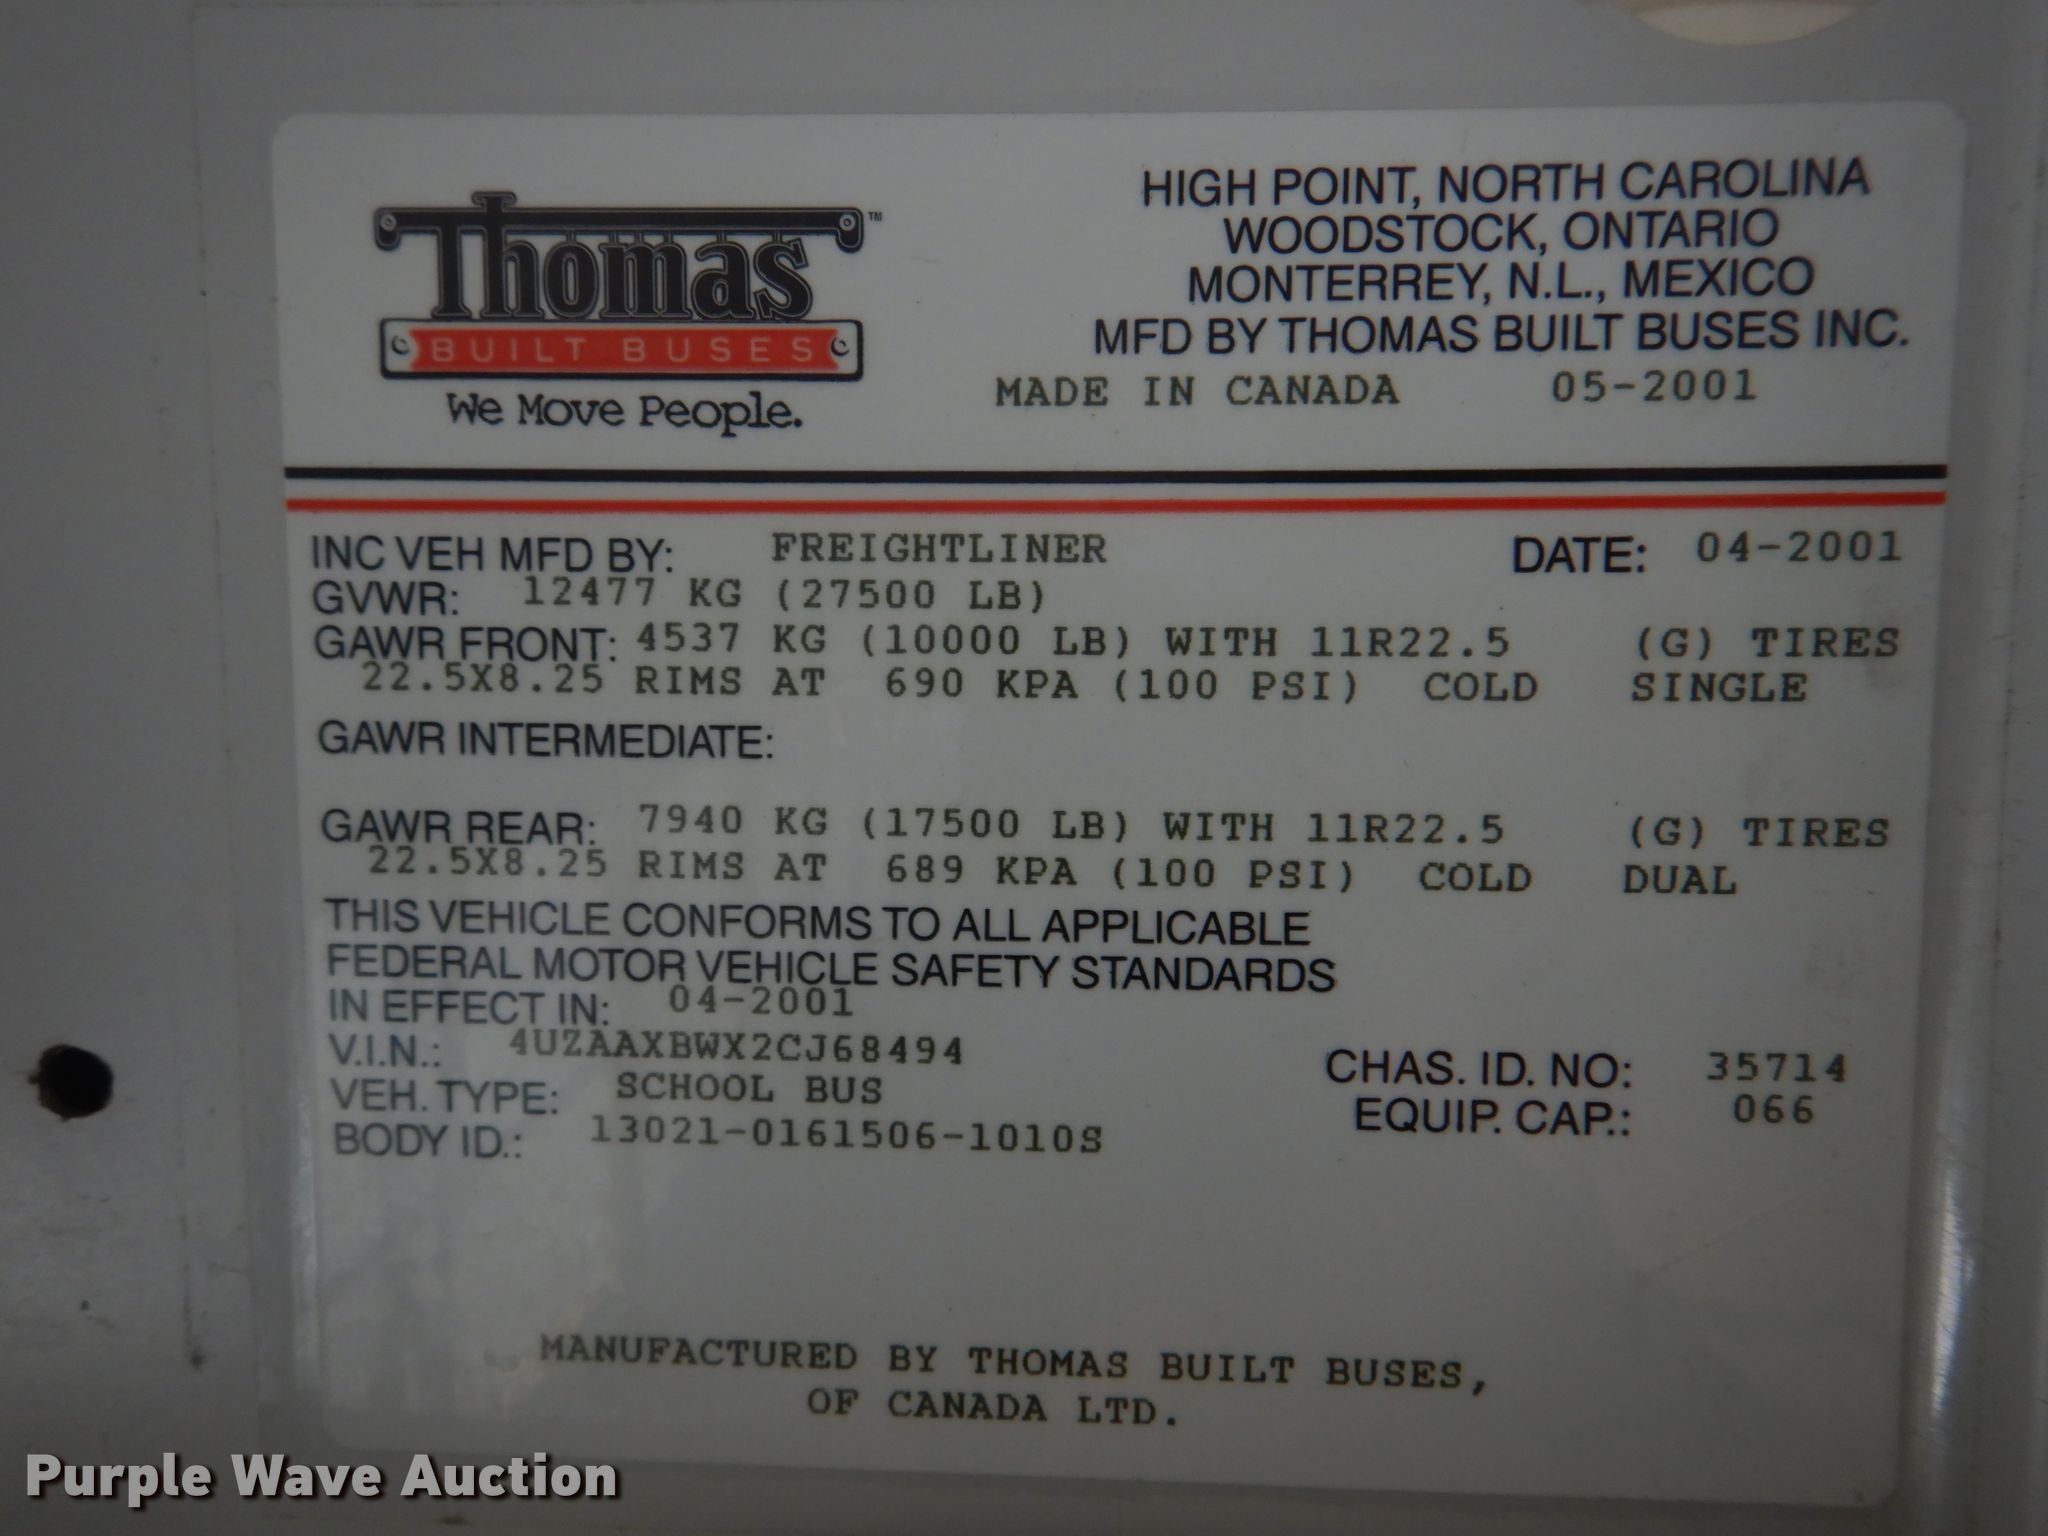 Thomas™
BUILT BUSES
We Move People.
HIGH POINT, NORTH CAROLINA
WOODSTOCK, ONTARIO
MONTERREY, N.L., MEXICO
MFD BY THOMAS BUILT BUSES INC.
MADE IN CANADA 05-2001
INC VEH MFD BY: FREIGHTLINER DATE: 04-2001
GVWR: 12477 KG (27500 LB)
GAWR FRONT: 4537 KG (10000 LB) WITH 11R22.5 (G) TIRES
22.5X8.25 RIMS AT 690 KPA (100 PSI) COLD SINGLE
GAWR INTERMEDIATE:
GAWR REAR: 7940 KG (17500 LB) WITH 11R22.5 (G) TIRES
22.5X8.25 RIMS AT 689 KPA (100 PSI) COLD DUAL
THIS VEHICLE CONFORMS TO ALL APPLICABLE
FEDERAL MOTOR VEHICLE SAFETY STANDARDS
IN EFFECT IN: 04-2001
V.I.N.: 4UZAAXBWX2CJ68494
CHAS. ID. NO: 35714
VEH. TYPE: SCHOOL BUS
EQUIP. CAP.: 066
BODY ID.: 13021-0161506-1010S
MANUFACTURED BY THOMAS BUILT BUSES,
OF CANADA LTD.
Purple Wave Auction